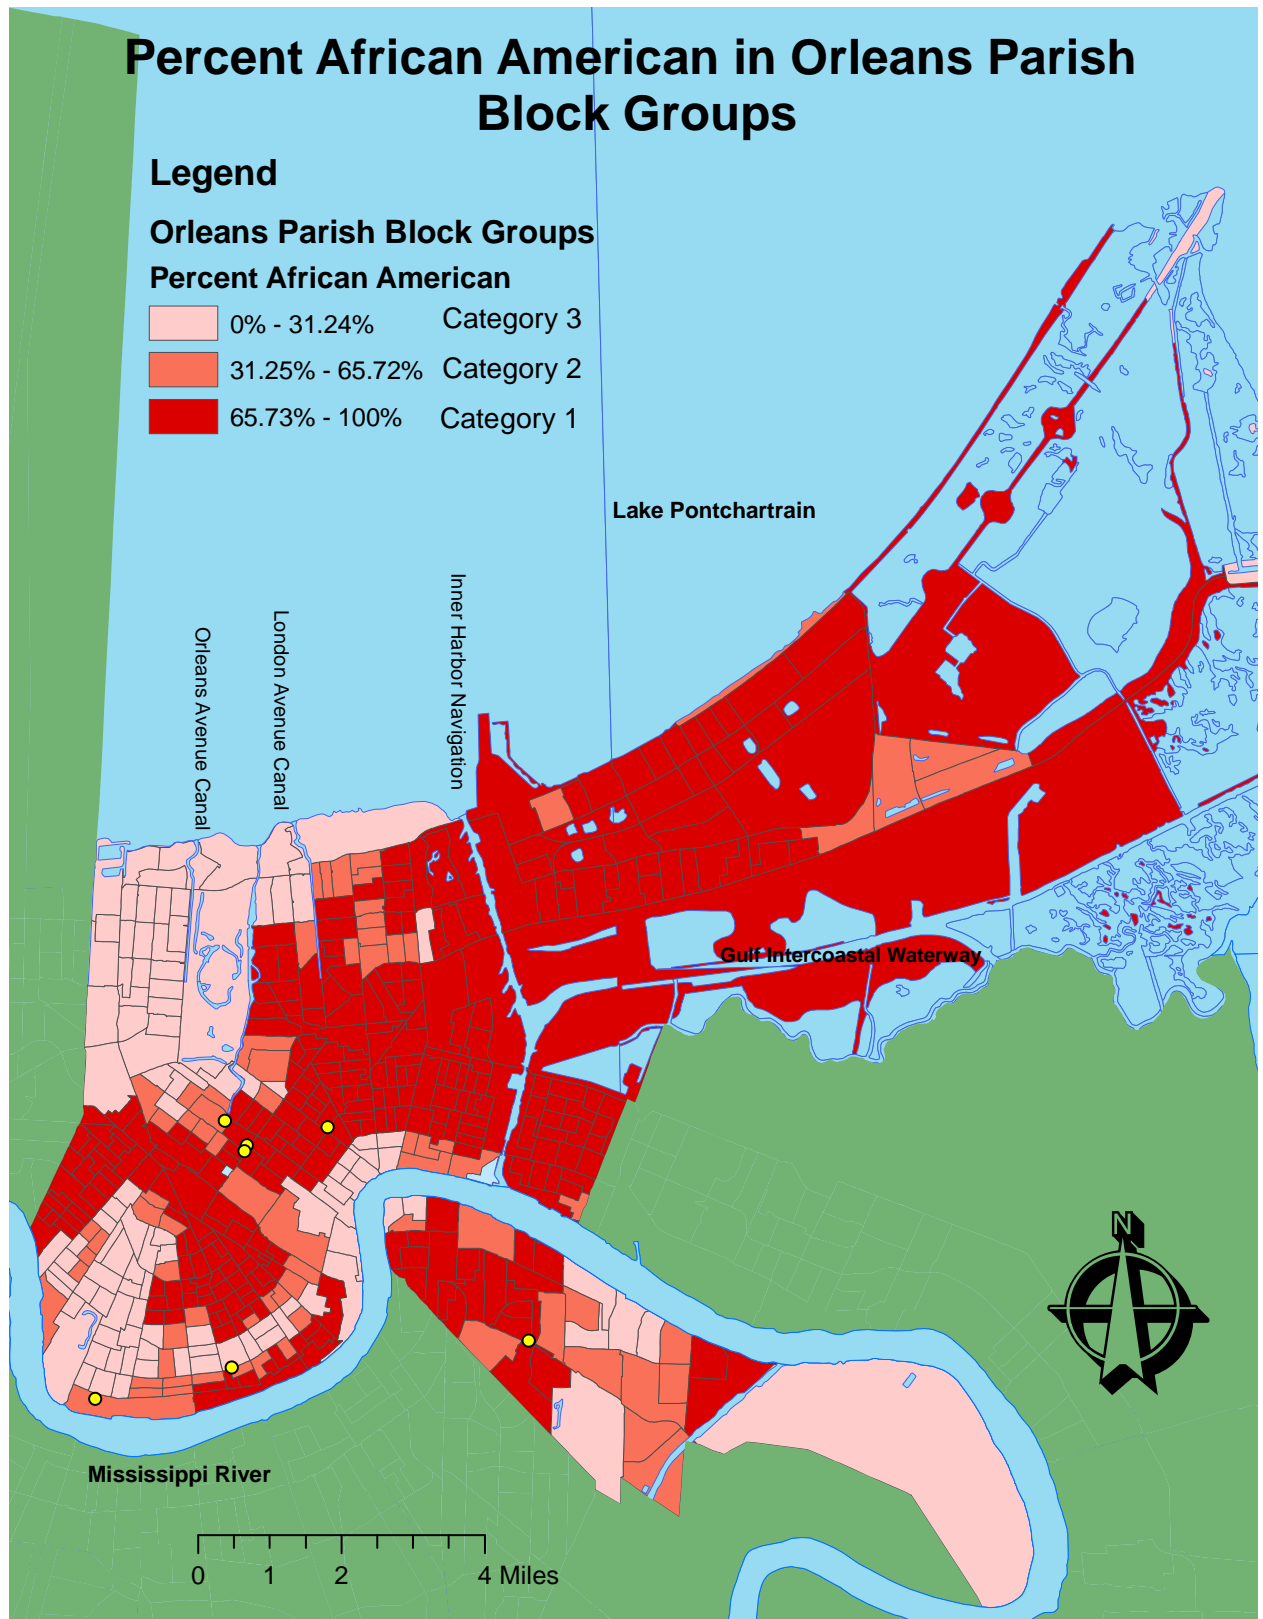 Percent African American in Orleans Parish
Block Groups
Legend
Orleans Parish Block Groups
Percent African American
0% - 31.24% Category 3
31.25% - 65.72% Category 2
65.73% - 100% Category 1
Lake Pontchartrain
Inner Harbor Navigation
London Avenue Canal
Orleans Avenue Canal
Gulf Intercoastal Waterway
N
Mississippi River
0 1 2 4 Miles